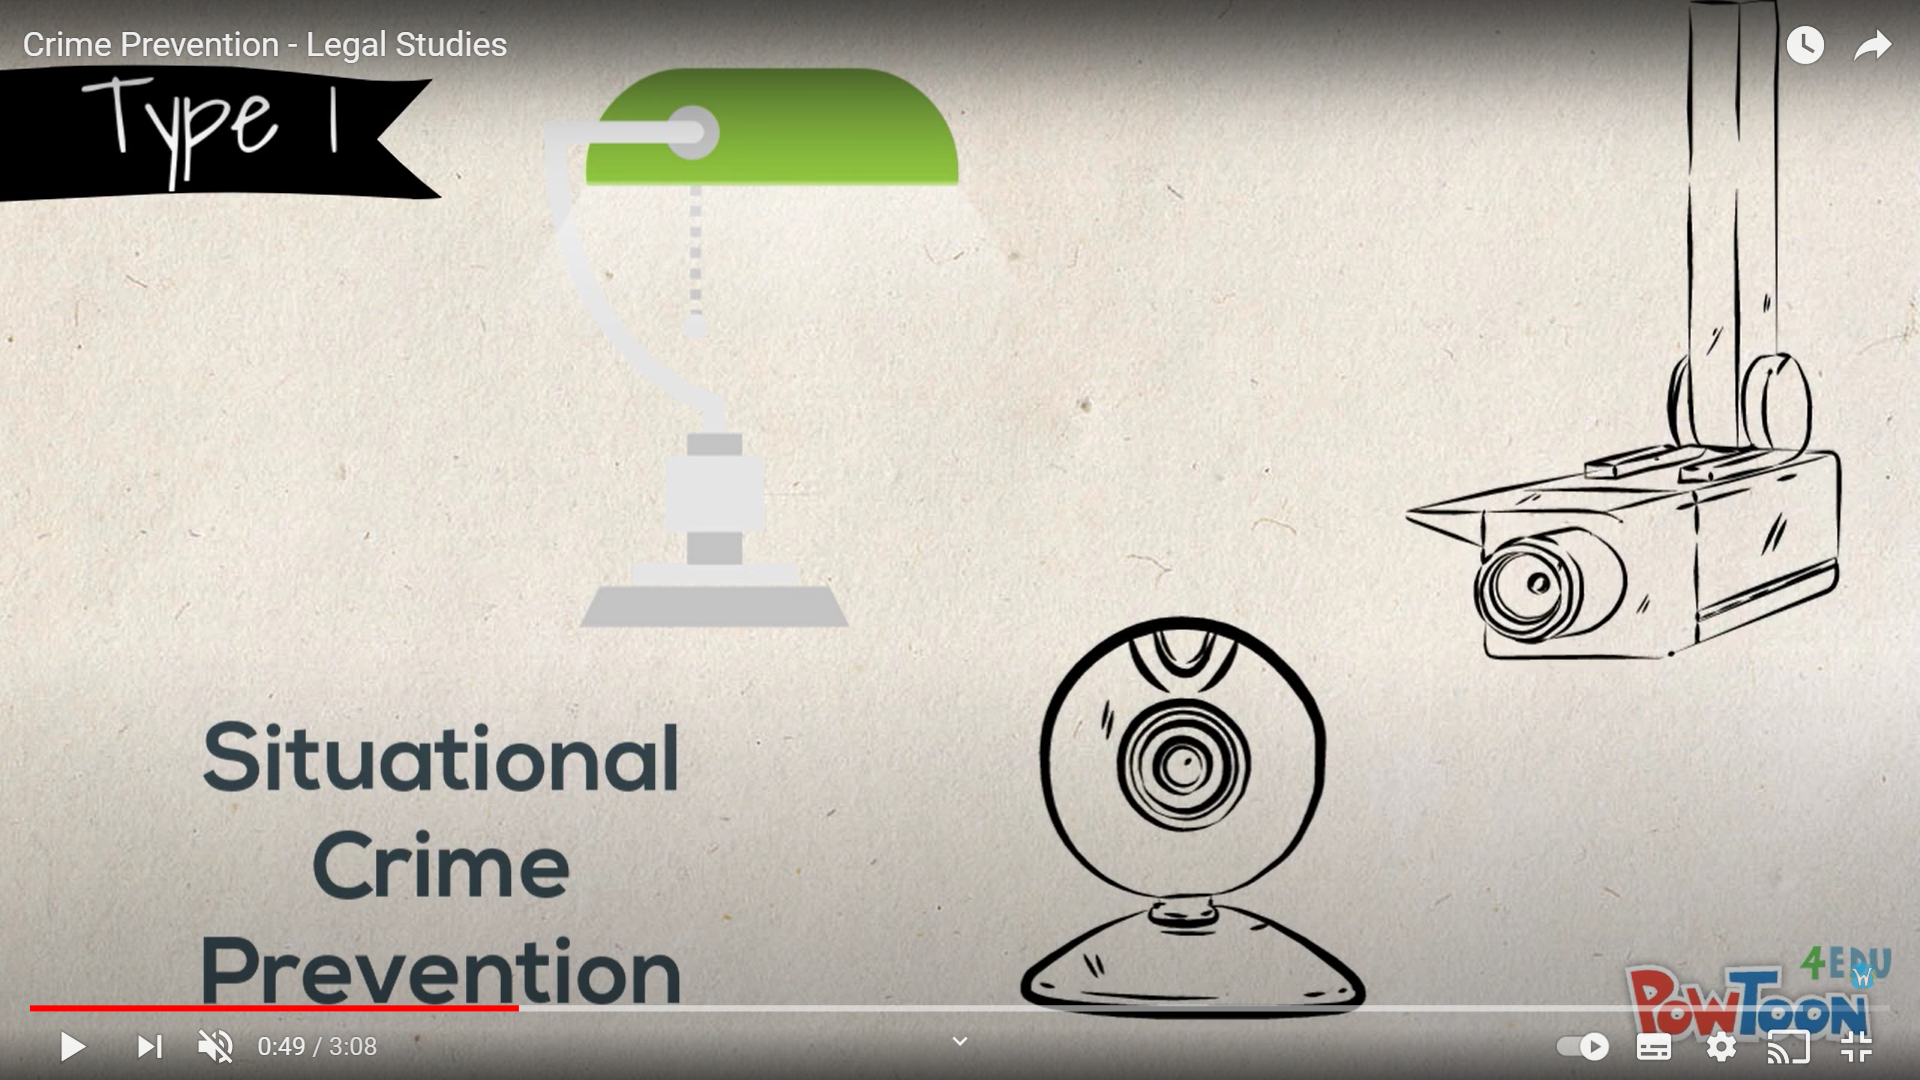 Crime Prevention - Legal Studies
Type 1
Situational
Crime
Prevention
4EDU
W
POWTOON
0:49 / 3:08